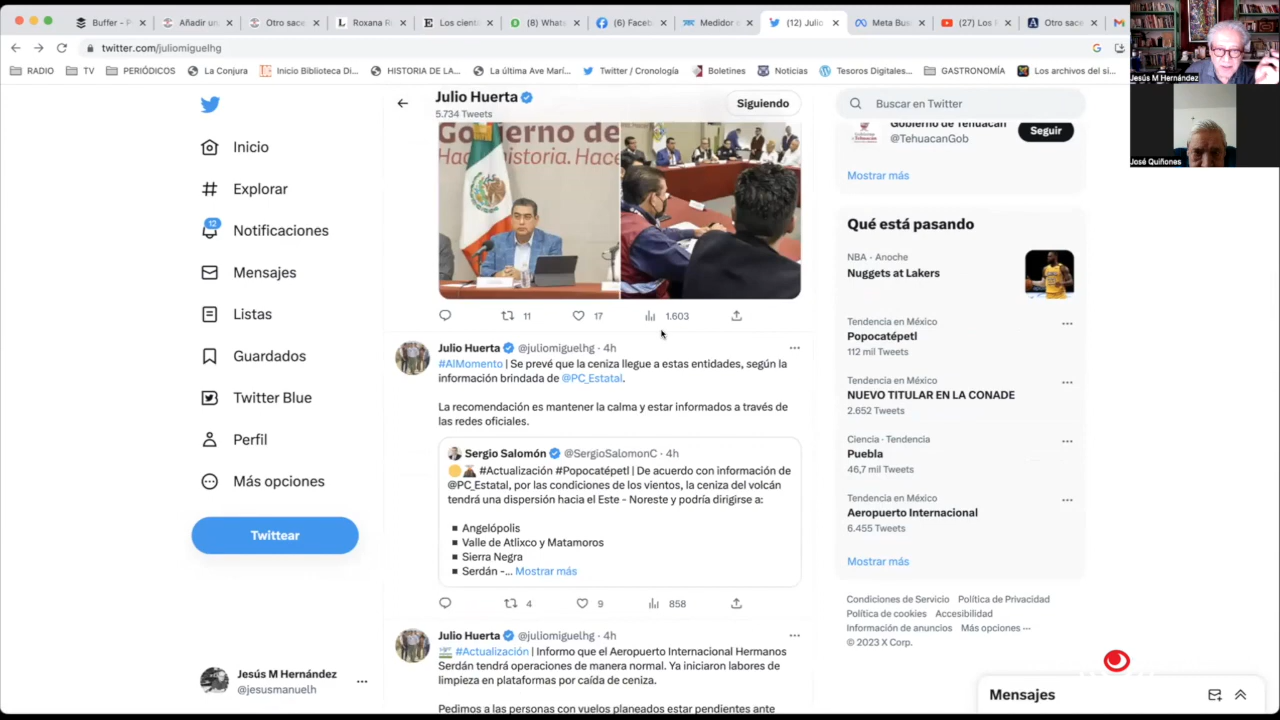 Buffer - P
Añadir un
Otro sace
Roxana R
Los cient
(8) What
(6) Face
Medidor
(12) Julio
Meta Bus
(27) Los
Otro sace
twitter.com/juliomiguelhg
RADIO
TV
PERIÓDICOS
La Conjura
Inicio Biblioteca Di...
HISTORIA DE LA...
La última Ave Marí...
Twitter / Cronología
Boletines
Noticias
Tesoros Digitales...
GASTRONOMÍA
Los archivos del si...
Jesús M Hernández
José Quiñones
Inicio
Explorar
12
Notificaciones
Mensajes
Listas
Guardados
Twitter Blue
Perfil
Más opciones
Twittear
Jesús M Hernández
@jesusmanuelh
Julio Huerta
5.734 Tweets
Siguiendo
Gobierno de
Hacer historia. Hace
11
17
1.603
Julio Huerta @juliomiguelhg · 4h
#AlMomento | Se prevé que la ceniza llegue a estas entidades, según la
información brindada de @PC_Estatal.
La recomendación es mantener la calma y estar informados a través de
las redes oficiales.
Sergio Salomón @SergioSalomonC · 4h
#Actualización #Popocatépetl | De acuerdo con información de
@PC_Estatal, por las condiciones de los vientos, la ceniza del volcán
tendrá una dispersión hacia el Este - Noreste y podría dirigirse a:
▪ Angelópolis
▪ Valle de Atlixco y Matamoros
▪ Sierra Negra
▪ Serdán -... Mostrar más
4
9
858
Julio Huerta @juliomiguelhg · 4h
#Actualización | Informo que el Aeropuerto Internacional Hermanos
Serdán tendrá operaciones de manera normal. Ya iniciaron labores de
limpieza en plataformas por caída de ceniza.
Pedimos a las personas con vuelos planeados estar pendientes ante
Buscar en Twitter
Gobierno de Tehuacán
@TehuacanGob
Seguir
Mostrar más
Qué está pasando
NBA · Anoche
Nuggets at Lakers
Tendencia en México
Popocatépetl
112 mil Tweets
Tendencia en México
NUEVO TITULAR EN LA CONADE
2.652 Tweets
Ciencia · Tendencia
Puebla
46,7 mil Tweets
Tendencia en México
Aeropuerto Internacional
6.455 Tweets
Mostrar más
Condiciones de Servicio Política de Privacidad
Política de cookies Accesibilidad
Información de anuncios Más opciones ···
© 2023 X Corp.
Mensajes